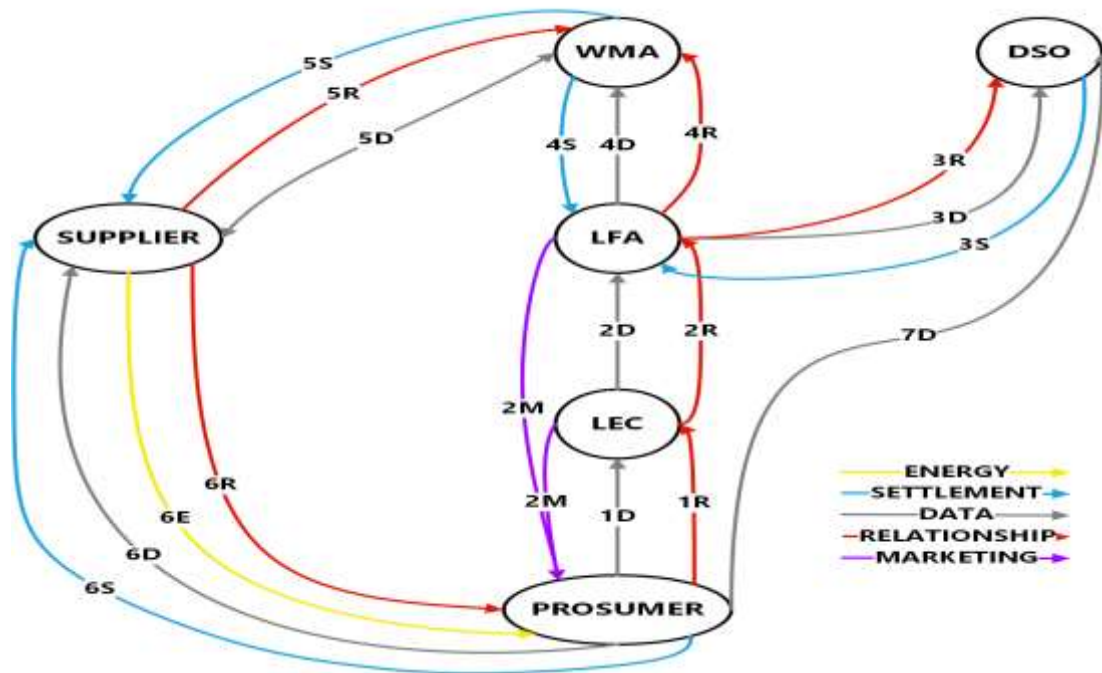 WMA
DSO
5S
5R
5D
4S
4D
4R
3R
SUPPLIER
LFA
3D
3S
2D
2R
7D
2M
LEC
ENERGY
6R
SETTLEMENT
2M
1D
1R
6E
DATA
RELATIONSHIP
6D
MARKETING
6S
PROSUMER